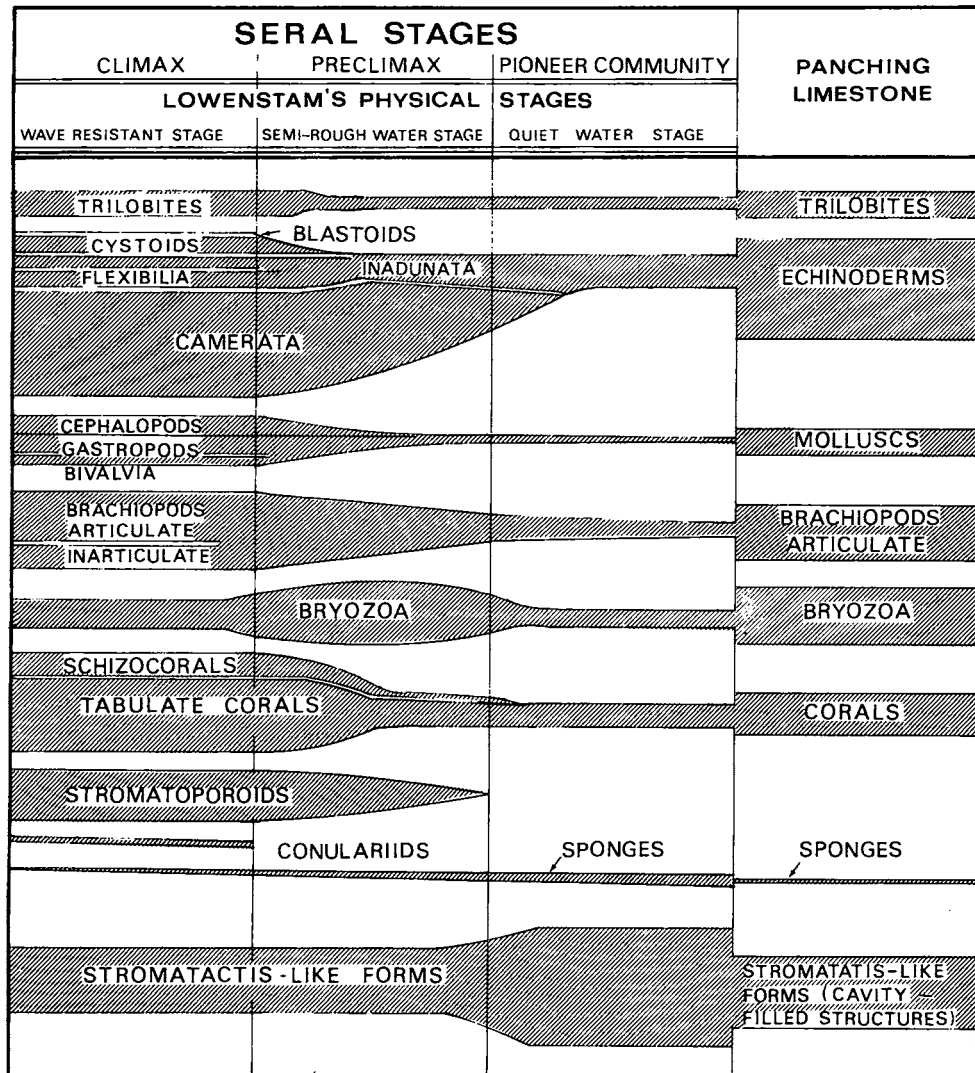 SERAL STAGES
CLIMAX PRECLIMAX PIONEER COMMUNITY
LOWENSTAM'S PHYSICAL STAGES
WAVE RESISTANT STAGE SEMI-ROUGH WATER STAGE QUIET WATER STAGE
PANCHING
LIMESTONE
TRILOBITES
TRILOBITES
BLASTOIDS
CYSTOIDS
INADUNATA
FLEXIBILIA
ECHINODERMS
CAMERATA
CEPHALOPODS
GASTROPODS
BIVALVIA
MOLLUSCS
BRACHIOPODS
ARTICULATE
INARTICULATE
BRACHIOPODS
ARTICULATE
BRYOZOA
BRYOZOA
SCHIZOCORALS
TABULATE CORALS
CORALS
STROMATOPOROIDS
CONULARIIDS
SPONGES
SPONGES
STROMATACTIS-LIKE FORMS
STROMATATIS-LIKE
FORMS (CAVITY —
FILLED STRUCTURES)